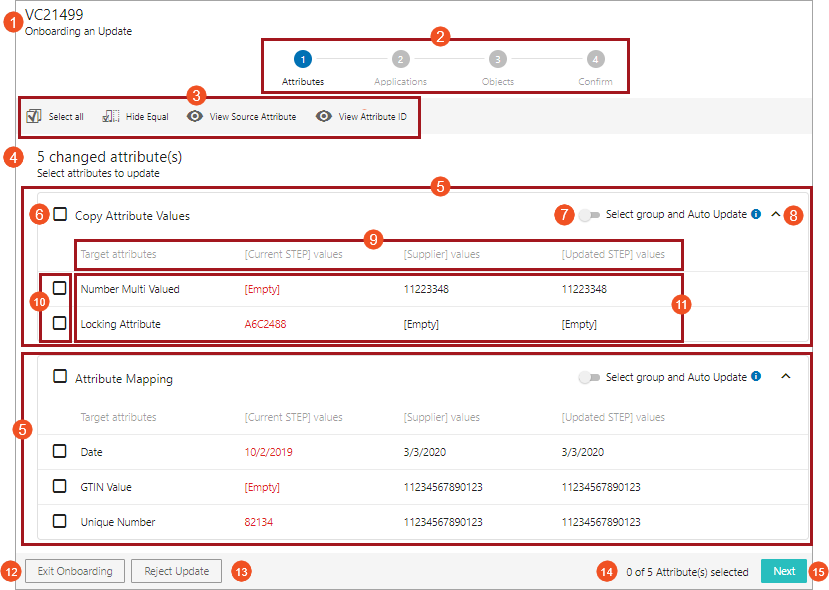 1 VC21499
Onboarding an Update
2
1 2 3 4
Attributes Applications Objects Confirm
3
Select all Hide Equal View Source Attribute View Attribute ID
4 5 changed attribute(s)
Select attributes to update
5
6 Copy Attribute Values 7 Select group and Auto Update i 8
9
Target attributes [Current STEP] values [Supplier] values [Updated STEP] values
Number Multi Valued [Empty] 11223348 11223348
10 11
Locking Attribute A6C2488 [Empty] [Empty]
Attribute Mapping Select group and Auto Update i
Target attributes [Current STEP] values [Supplier] values [Updated STEP] values
5
Date 10/2/2019 3/3/2020 3/3/2020
GTIN Value [Empty] 11234567890123 11234567890123
Unique Number 82134 11234567890123 11234567890123
12 Exit Onboarding Reject Update 13 14 0 of 5 Attribute(s) selected Next 15